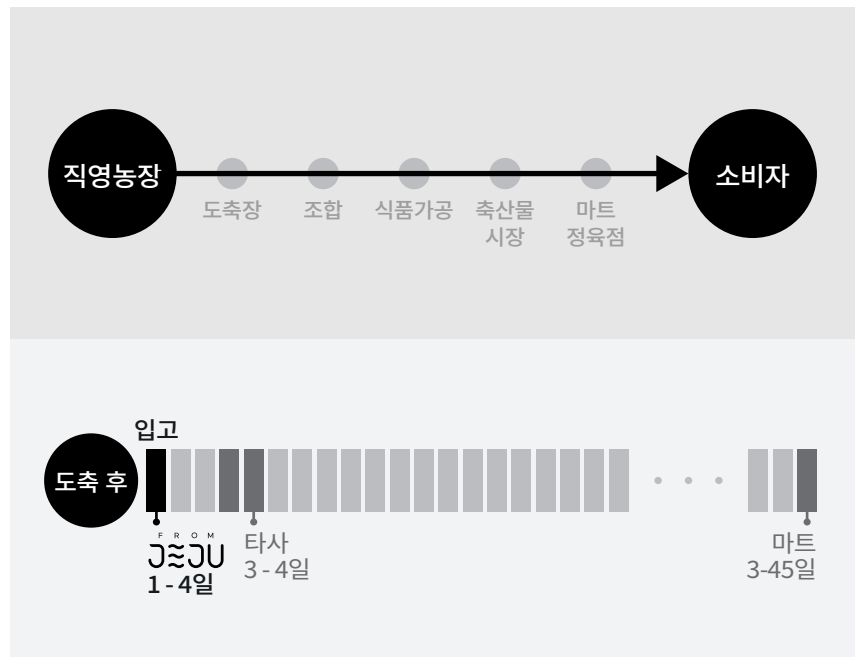 직영농장
소비자
도축장
조합
식품가공
축산물
시장
마트
정육점
입고
도축 후
FROM
JEJU
1 - 4일
타사
3 - 4일
마트
3-45일